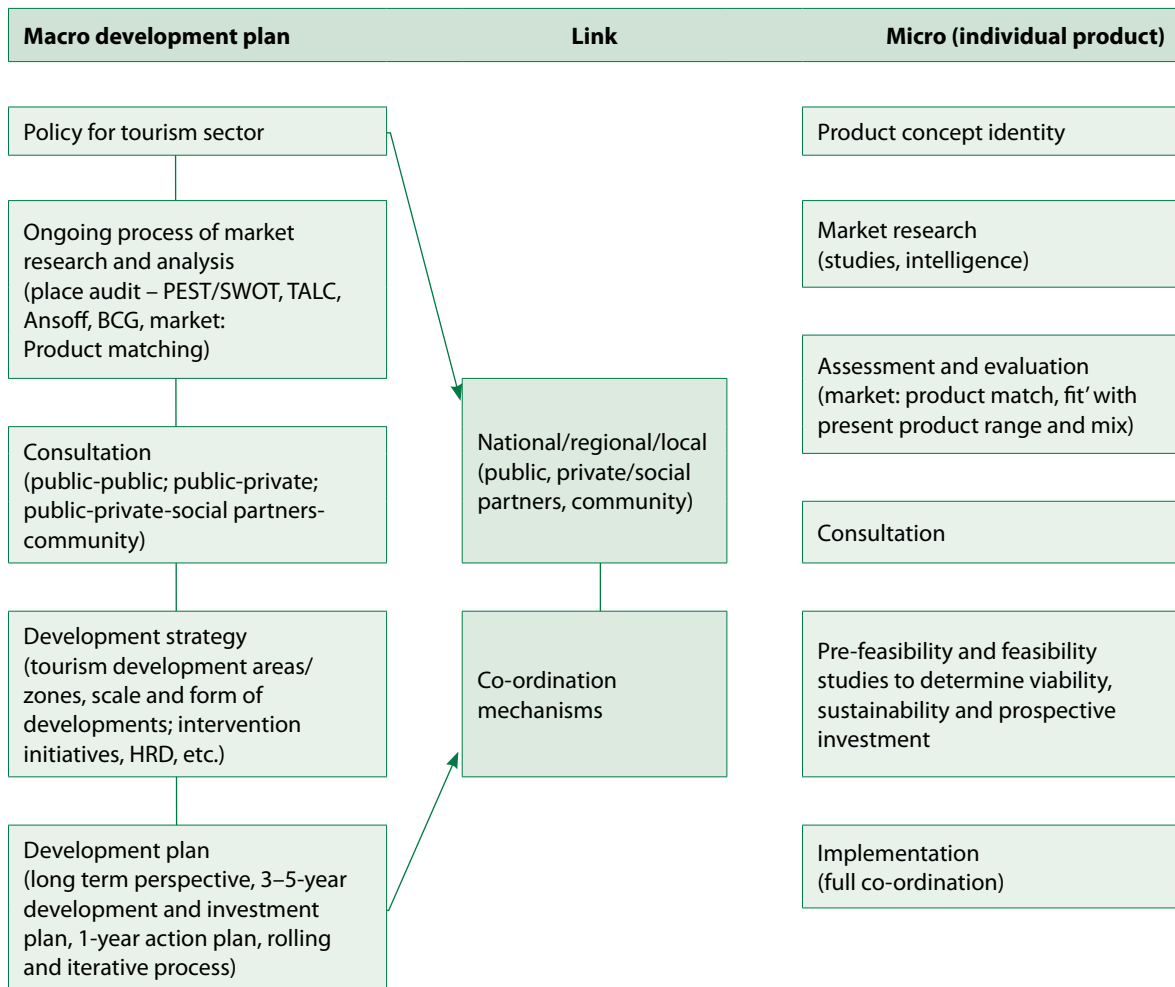 Macro development plan
Link
Micro (individual product)
Policy for tourism sector
Ongoing process of market
research and analysis
(place audit – PEST/SWOT, TALC,
Ansoff, BCG, market:
Product matching)
Consultation
(public-public; public-private;
public-private-social partners-
community)
Development strategy
(tourism development areas/
zones, scale and form of
developments; intervention
initiatives, HRD, etc.)
Development plan
(long term perspective, 3–5-year
development and investment
plan, 1-year action plan, rolling
and iterative process)
National/regional/local
(public, private/social
partners, community)
Co-ordination
mechanisms
Product concept identity
Market research
(studies, intelligence)
Assessment and evaluation
(market: product match, fit’ with
present product range and mix)
Consultation
Pre-feasibility and feasibility
studies to determine viability,
sustainability and prospective
investment
Implementation
(full co-ordination)